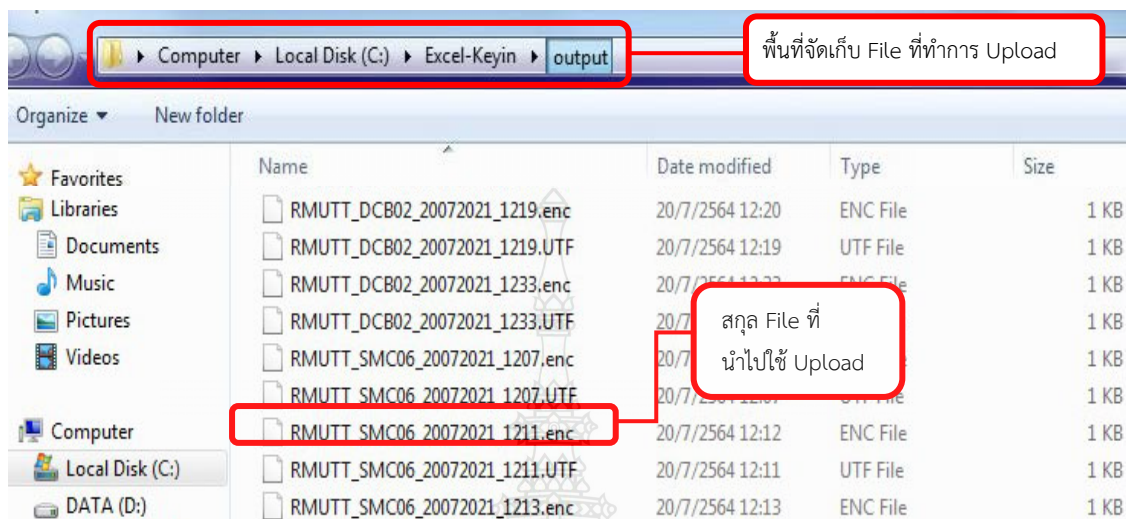 Computer ▸ Local Disk (C:) ▸ Excel-Keyin ▸ output
พื้นที่จัดเก็บ File ที่ทำการ Upload
Organize ▾ New folder
Name Date modified Type Size
Favorites
Libraries
Documents
Music
Pictures
Videos
Computer
Local Disk (C:)
DATA (D:)
RMUTT_DCB02_20072021_1219.enc 20/7/2564 12:20 ENC File 1 KB
RMUTT_DCB02_20072021_1219.UTF 20/7/2564 12:19 UTF File 1 KB
RMUTT_DCB02_20072021_1233.enc 1 KB
RMUTT_DCB02_20072021_1233.UTF 1 KB
RMUTT_SMC06_20072021_1207.enc 1 KB
RMUTT_SMC06_20072021_1207.UTF 1 KB
RMUTT_SMC06_20072021_1211.enc 20/7/2564 12:12 ENC File 1 KB
RMUTT_SMC06_20072021_1211.UTF 20/7/2564 12:11 UTF File 1 KB
RMUTT_SMC06_20072021_1213.enc 20/7/2564 12:13 ENC File 1 KB
สกุล File ที่
นำไปใช้ Upload